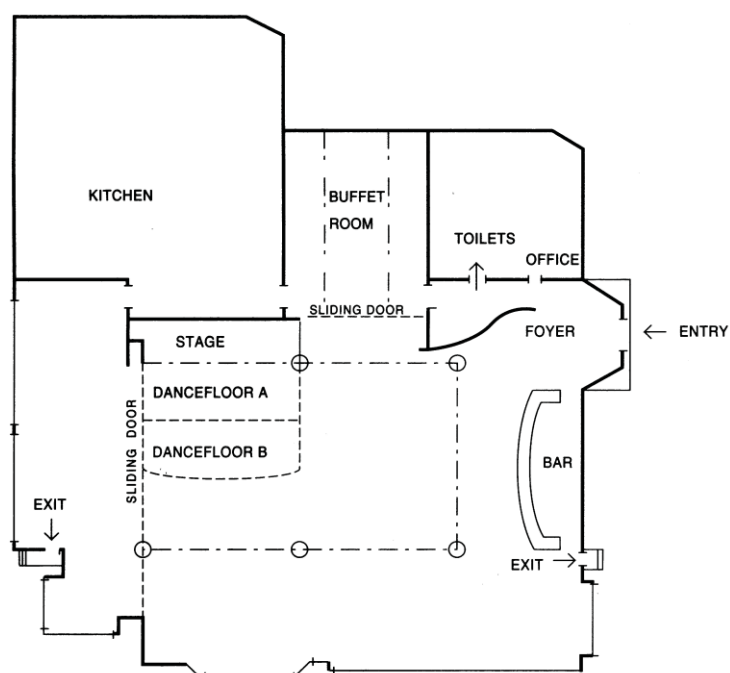 KITCHEN
BUFFET
ROOM
TOILETS
OFFICE
SLIDING DOOR
STAGE
FOYER
← ENTRY
DANCEFLOOR A
DANCEFLOOR B
SLIDING DOOR
BAR
EXIT
EXIT →